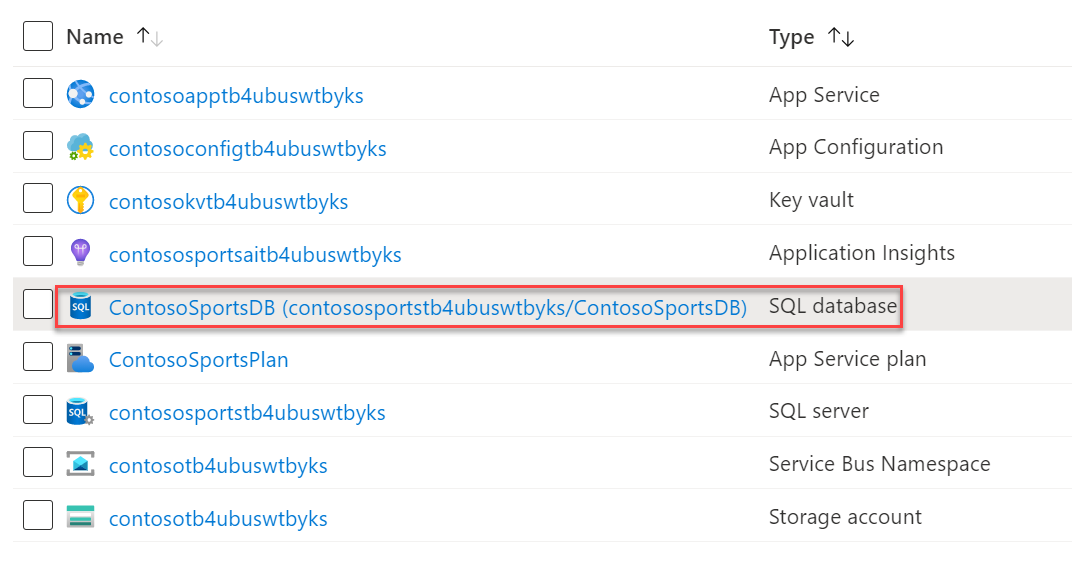 Name ↑↓ Type ↑↓
contosoapptb4ubuswtbyks App Service
contosoconfigtb4ubuswtbyks App Configuration
contosokvtb4ubuswtbyks Key vault
contososportsaitb4ubuswtbyks Application Insights
SQL ContosoSportsDB (contososportstb4ubuswtbyks/ContosoSportsDB) SQL database
ContosoSportsPlan App Service plan
SQL contososportstb4ubuswtbyks SQL server
contosotb4ubuswtbyks Service Bus Namespace
contosotb4ubuswtbyks Storage account